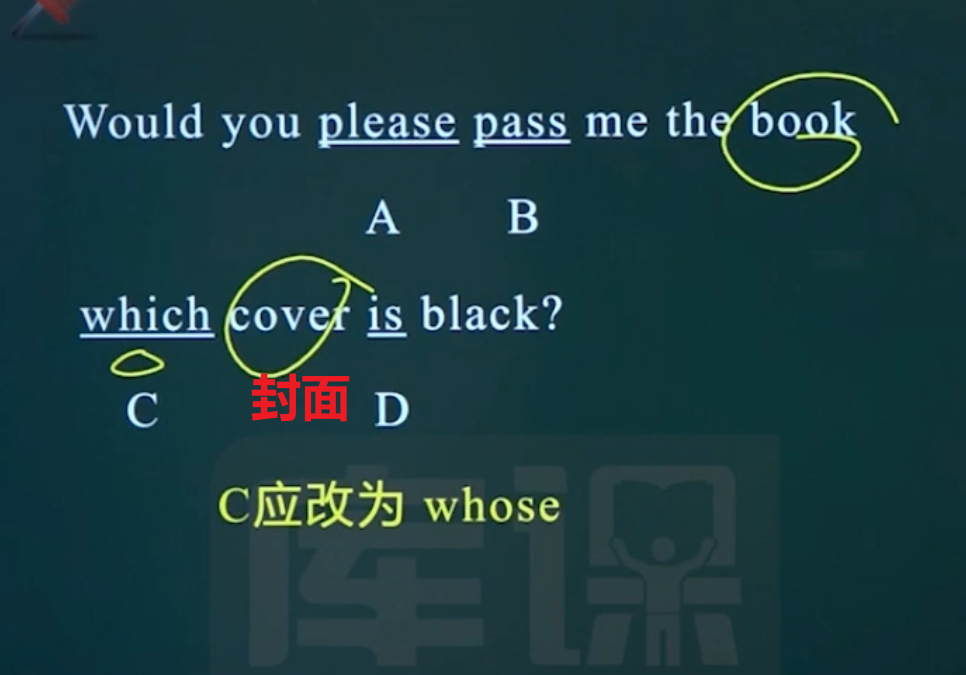 Would you please pass me the book
A B
which cover is black?
C 封面 D
C应改为 whose
库课